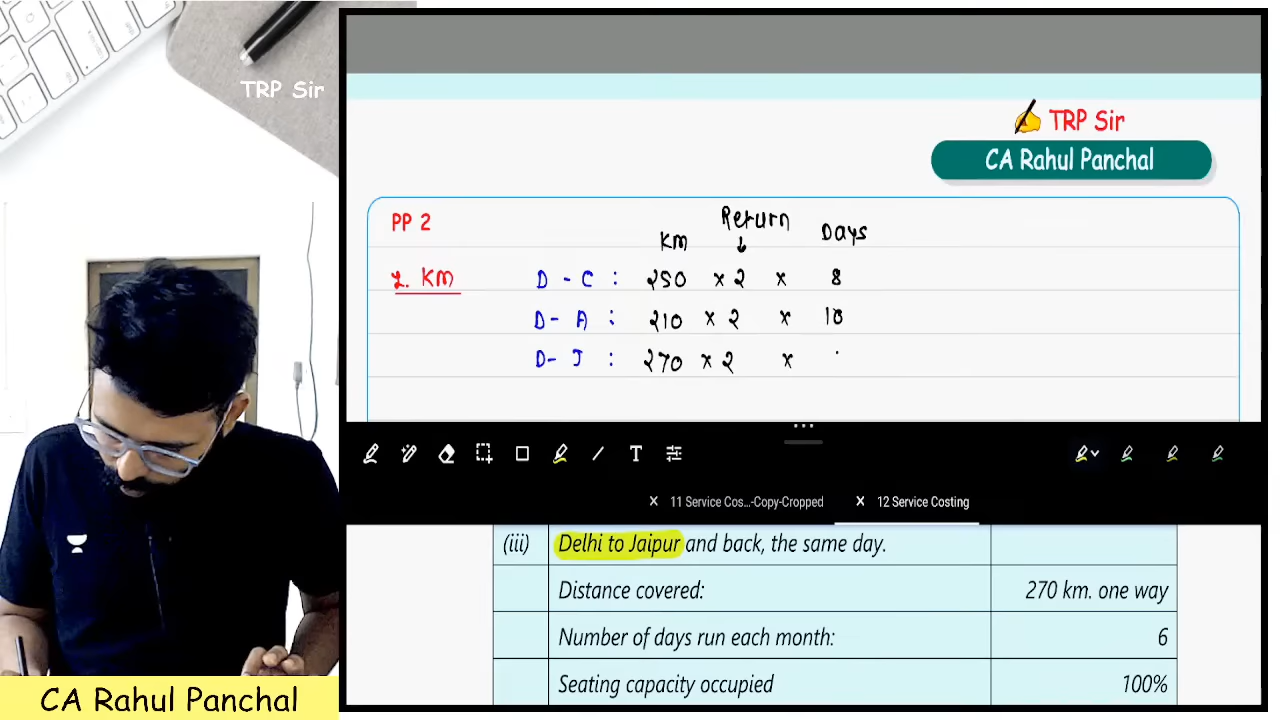 TRP Sir
TRP Sir
CA Rahul Panchal
PP 2
Km Return Days
1. KM D - C : 250 × 2 × 8
D - A : 210 × 2 × 10
D - J : 270 × 2 ×
11 Service Cos...-Copy-Cropped
12 Service Costing
(iii) Delhi to Jaipur and back, the same day.
Distance covered: 270 km. one way
Number of days run each month: 6
Seating capacity occupied 100%
CA Rahul Panchal